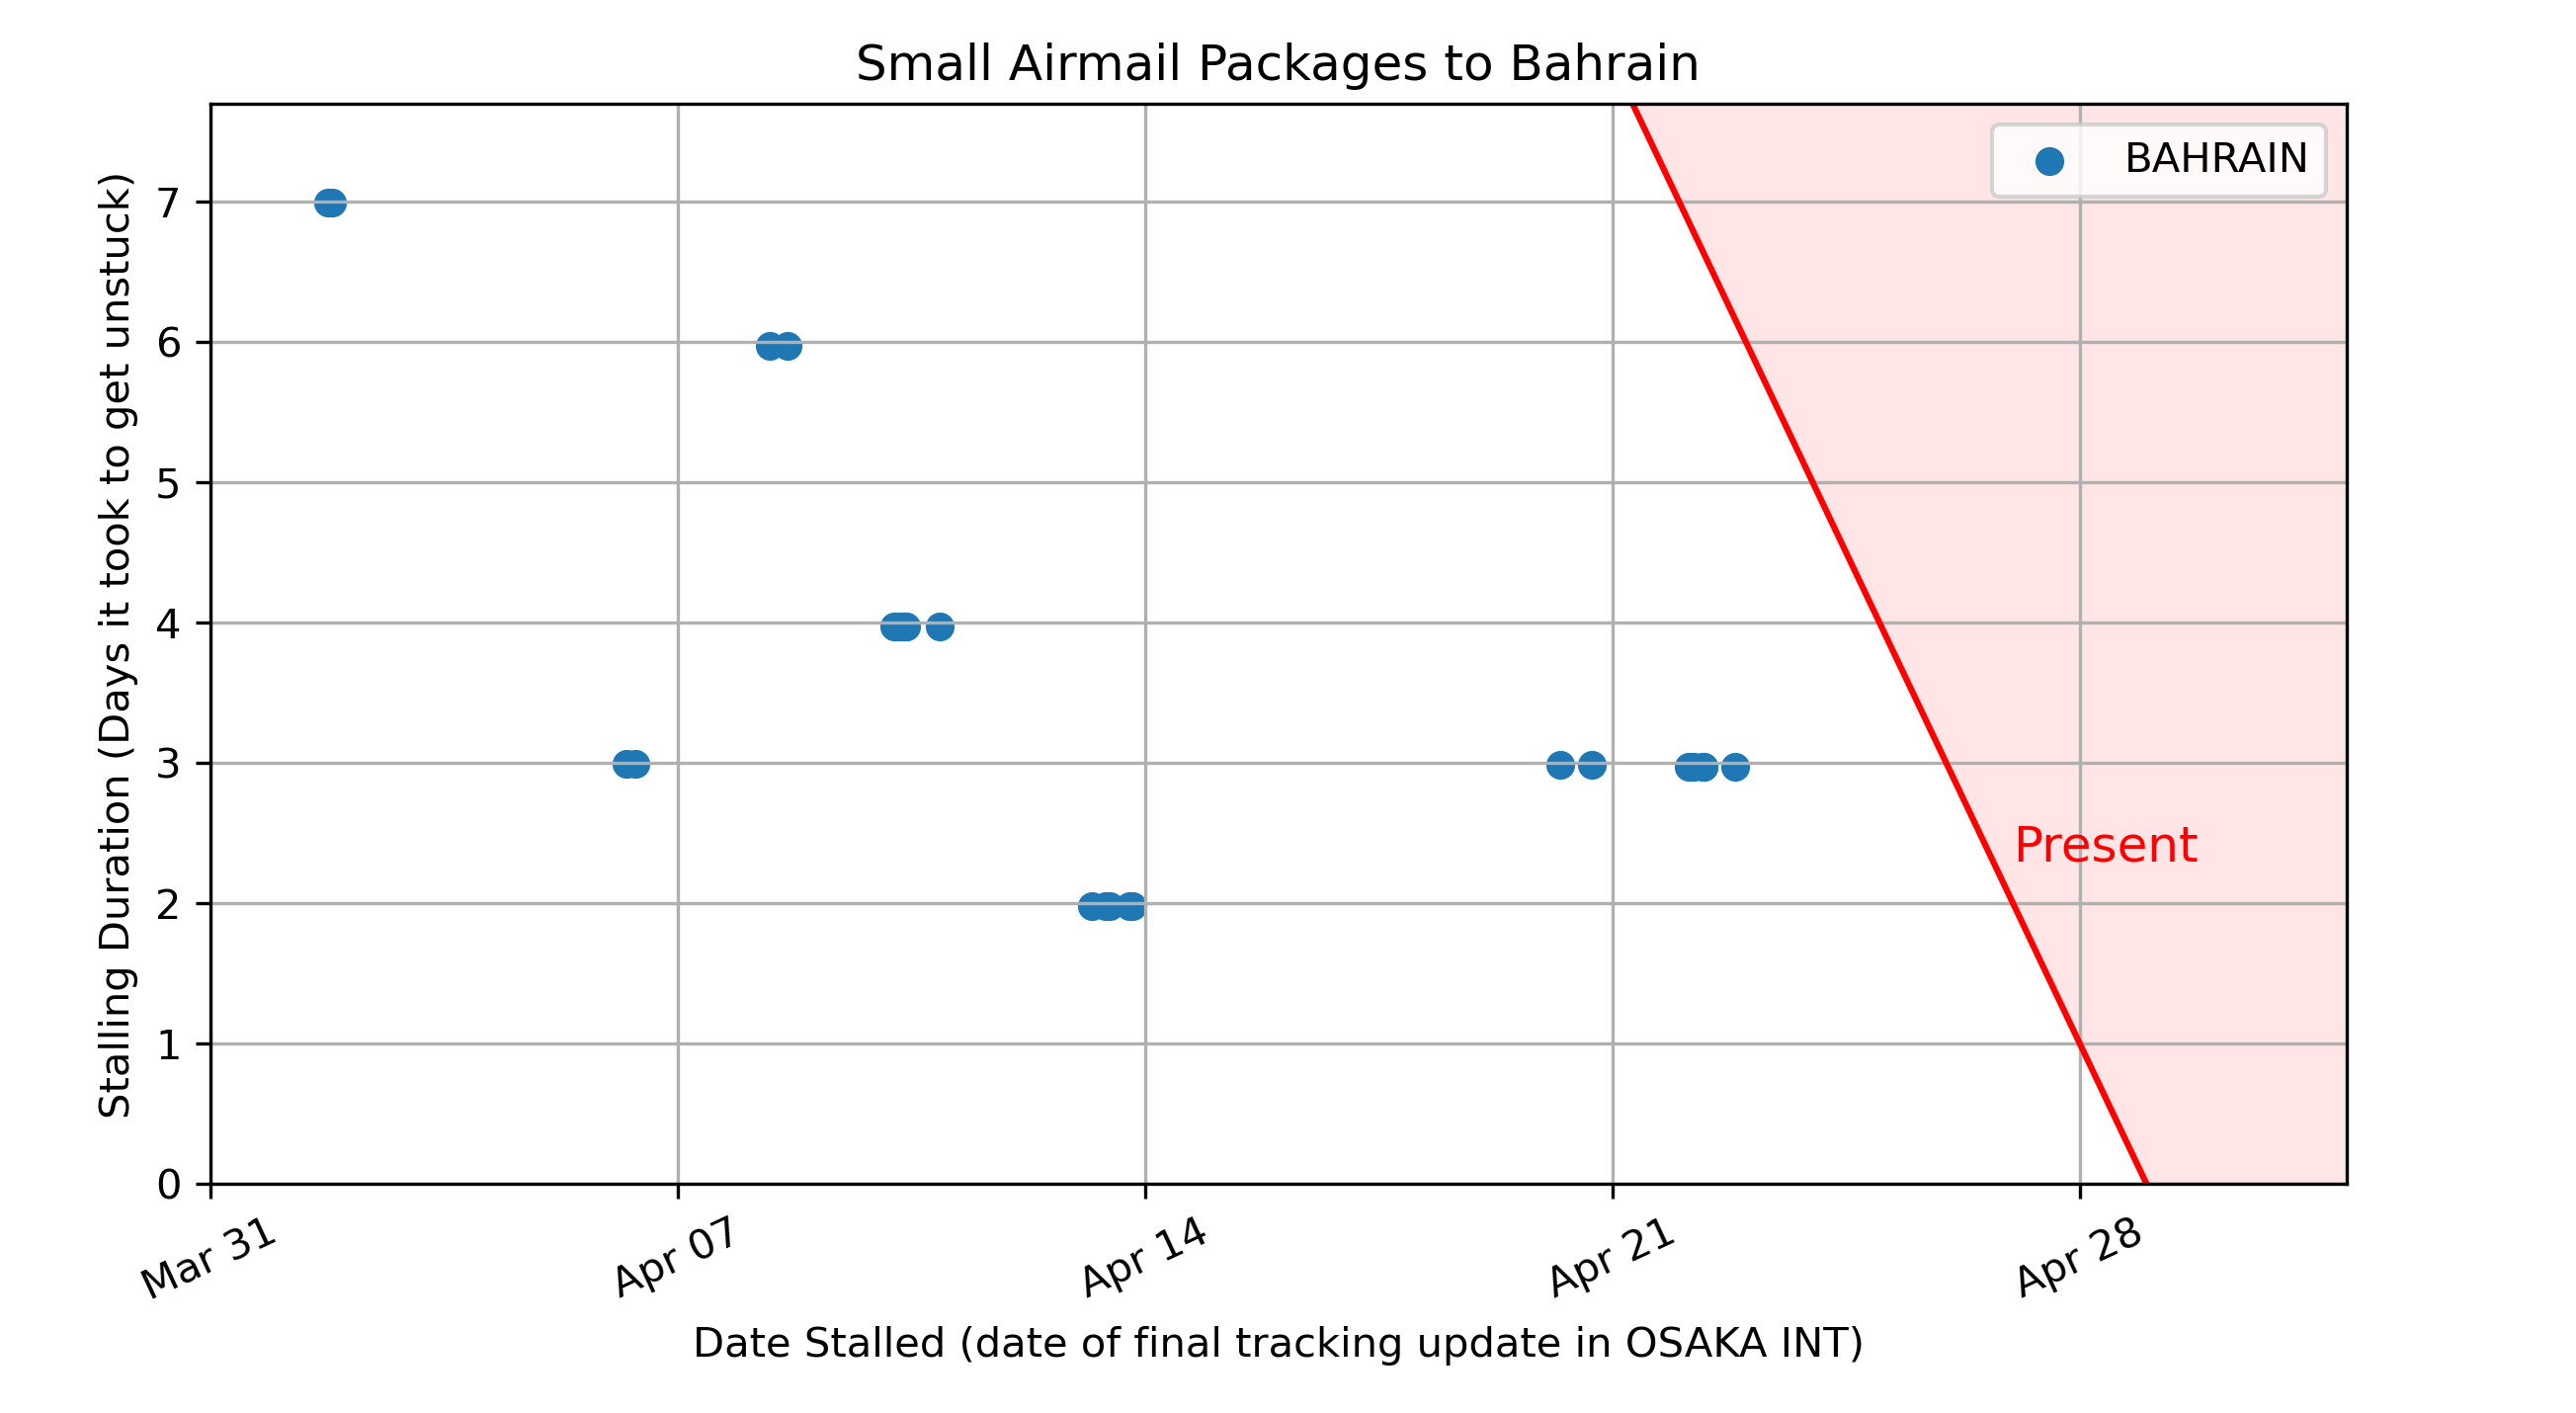 Small Airmail Packages to Bahrain
BAHRAIN
Stalling Duration (Days it took to get unstuck)
7
6
5
4
3
2
1
0
Present
Mar 31
Apr 07
Apr 14
Apr 21
Apr 28
Date Stalled (date of final tracking update in OSAKA INT)